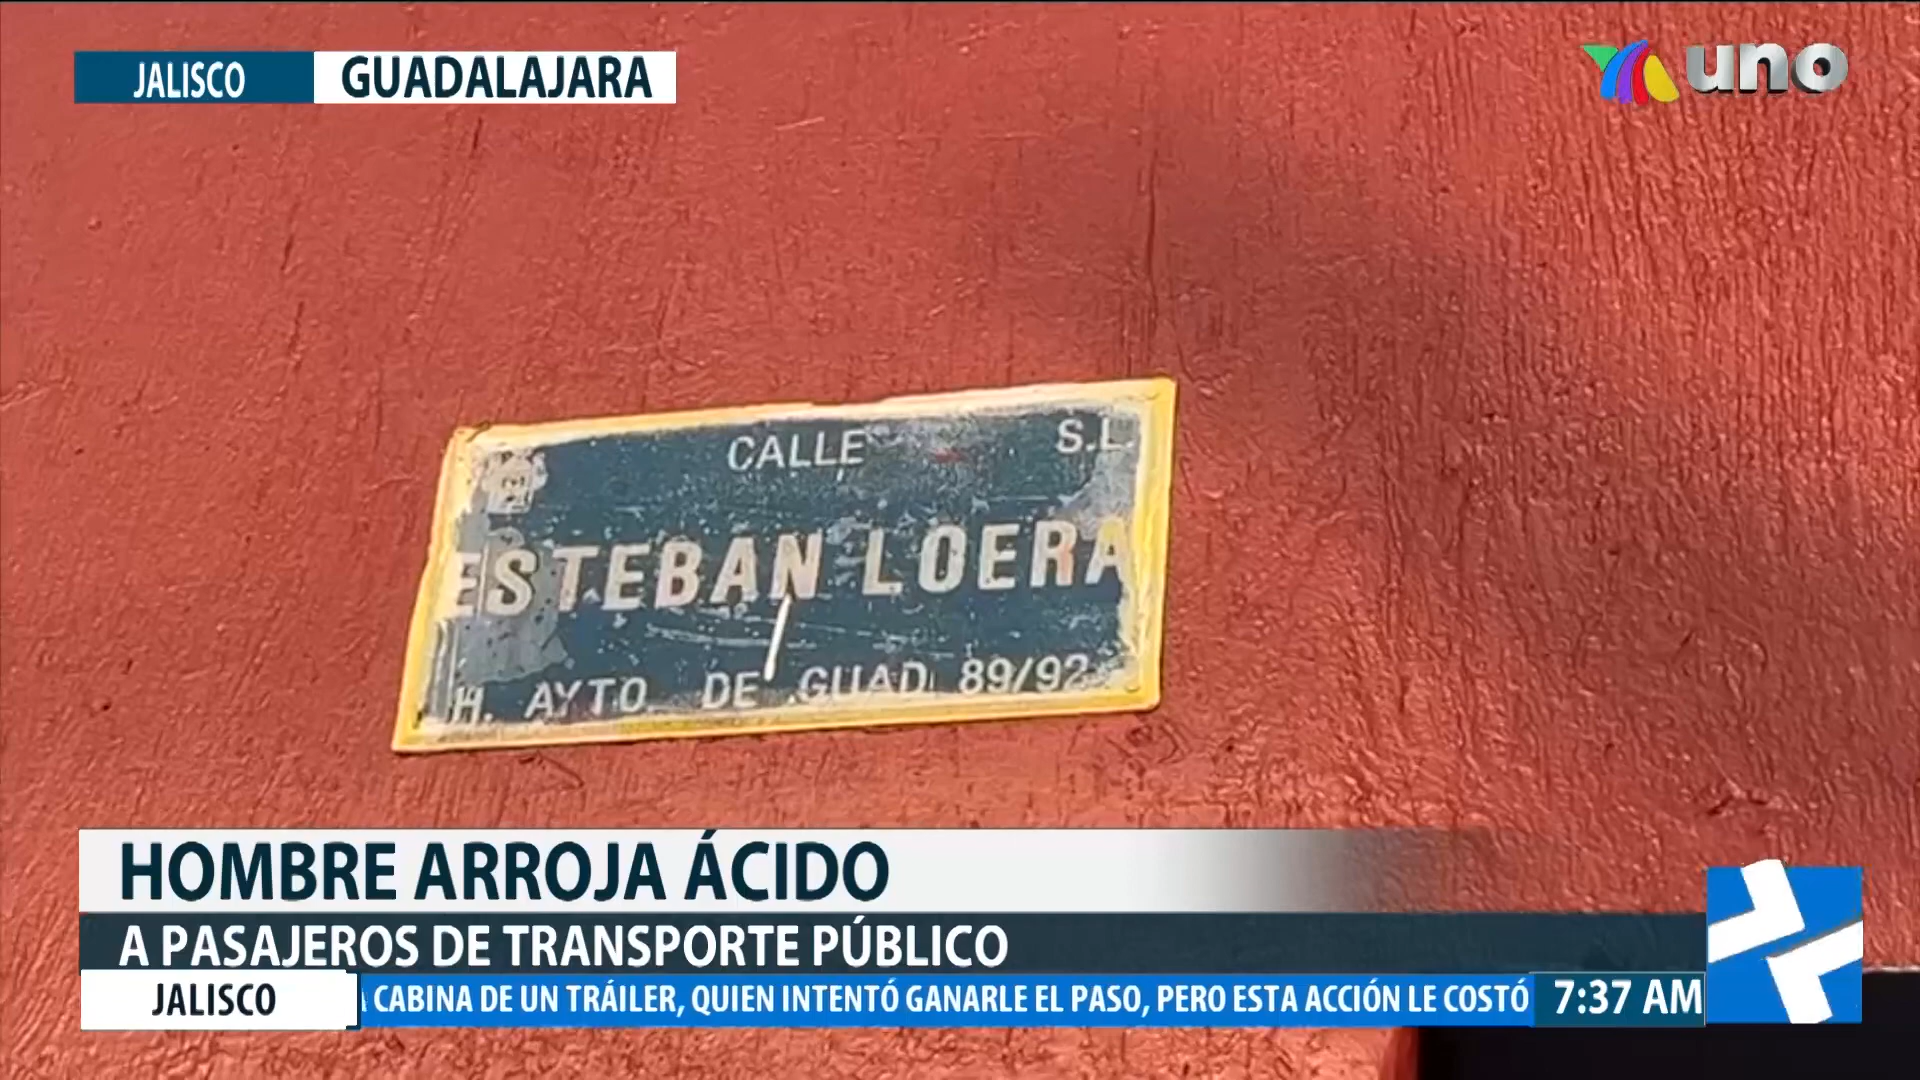 JALISCO GUADALAJARA
uno
CALLE S.L.
ESTEBAN LOERA
H. AYTO. DE GUAD 89/92
HOMBRE ARROJA ÁCIDO
A PASAJEROS DE TRANSPORTE PÚBLICO
JALISCO
CABINA DE UN TRÁILER, QUIEN INTENTÓ GANARLE EL PASO, PERO ESTA ACCIÓN LE COSTÓ
7:37 AM